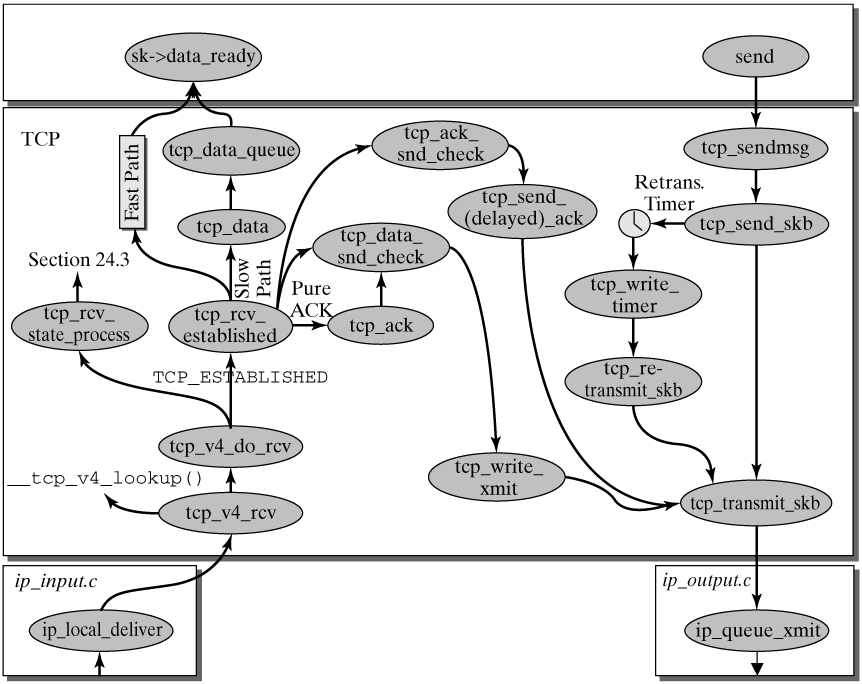 sk->data_ready
send
TCP
Fast Path
tcp_data_queue
tcp_ack_
snd_check
tcp_sendmsg
Retrans.
Timer
tcp_send_
(delayed)_ack
tcp_data
tcp_send_skb
Section 24.3
Slow
Path
tcp_data_
snd_check
Pure
ACK
tcp_write_
timer
tcp_rcv_
state_process
tcp_rcv_
established
tcp_ack
TCP_ESTABLISHED
tcp_re-
transmit_skb
tcp_v4_do_rcv
__tcp_v4_lookup()
tcp_write_
xmit
tcp_v4_rcv
tcp_transmit_skb
ip_input.c
ip_output.c
ip_local_deliver
ip_queue_xmit